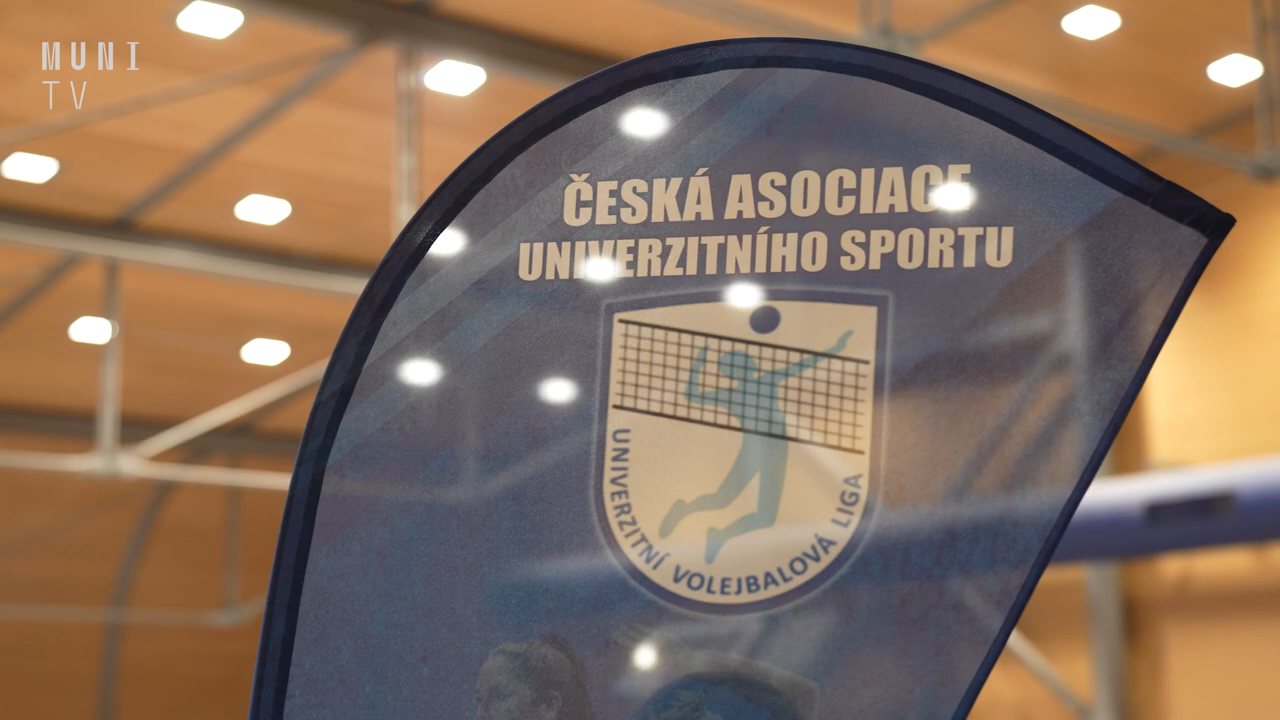 MUNI
TV
ČESKÁ ASOCIACE
UNIVERZITNÍHO SPORTU
UNIVERZITNÍ VOLEJBALOVÁ LIGA